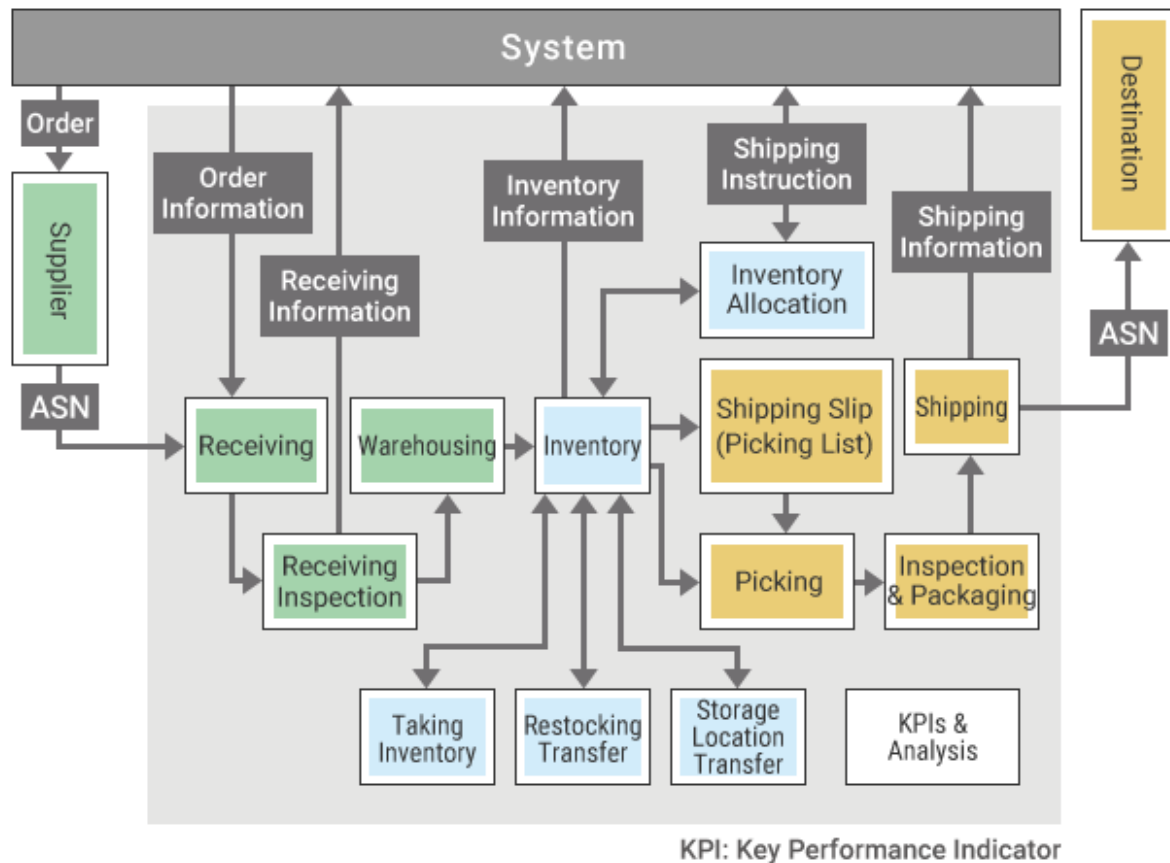 System
Destination
Order
Supplier
ASN
Order
Information
Receiving
Information
Inventory
Information
Shipping
Instruction
Shipping
Information
ASN
Inventory
Allocation
Receiving
Warehousing
Inventory
Shipping Slip
(Picking List)
Shipping
Receiving
Inspection
Picking
Inspection
& Packaging
Taking
Inventory
Restocking
Transfer
Storage
Location
Transfer
KPIs &
Analysis
KPI: Key Performance Indicator